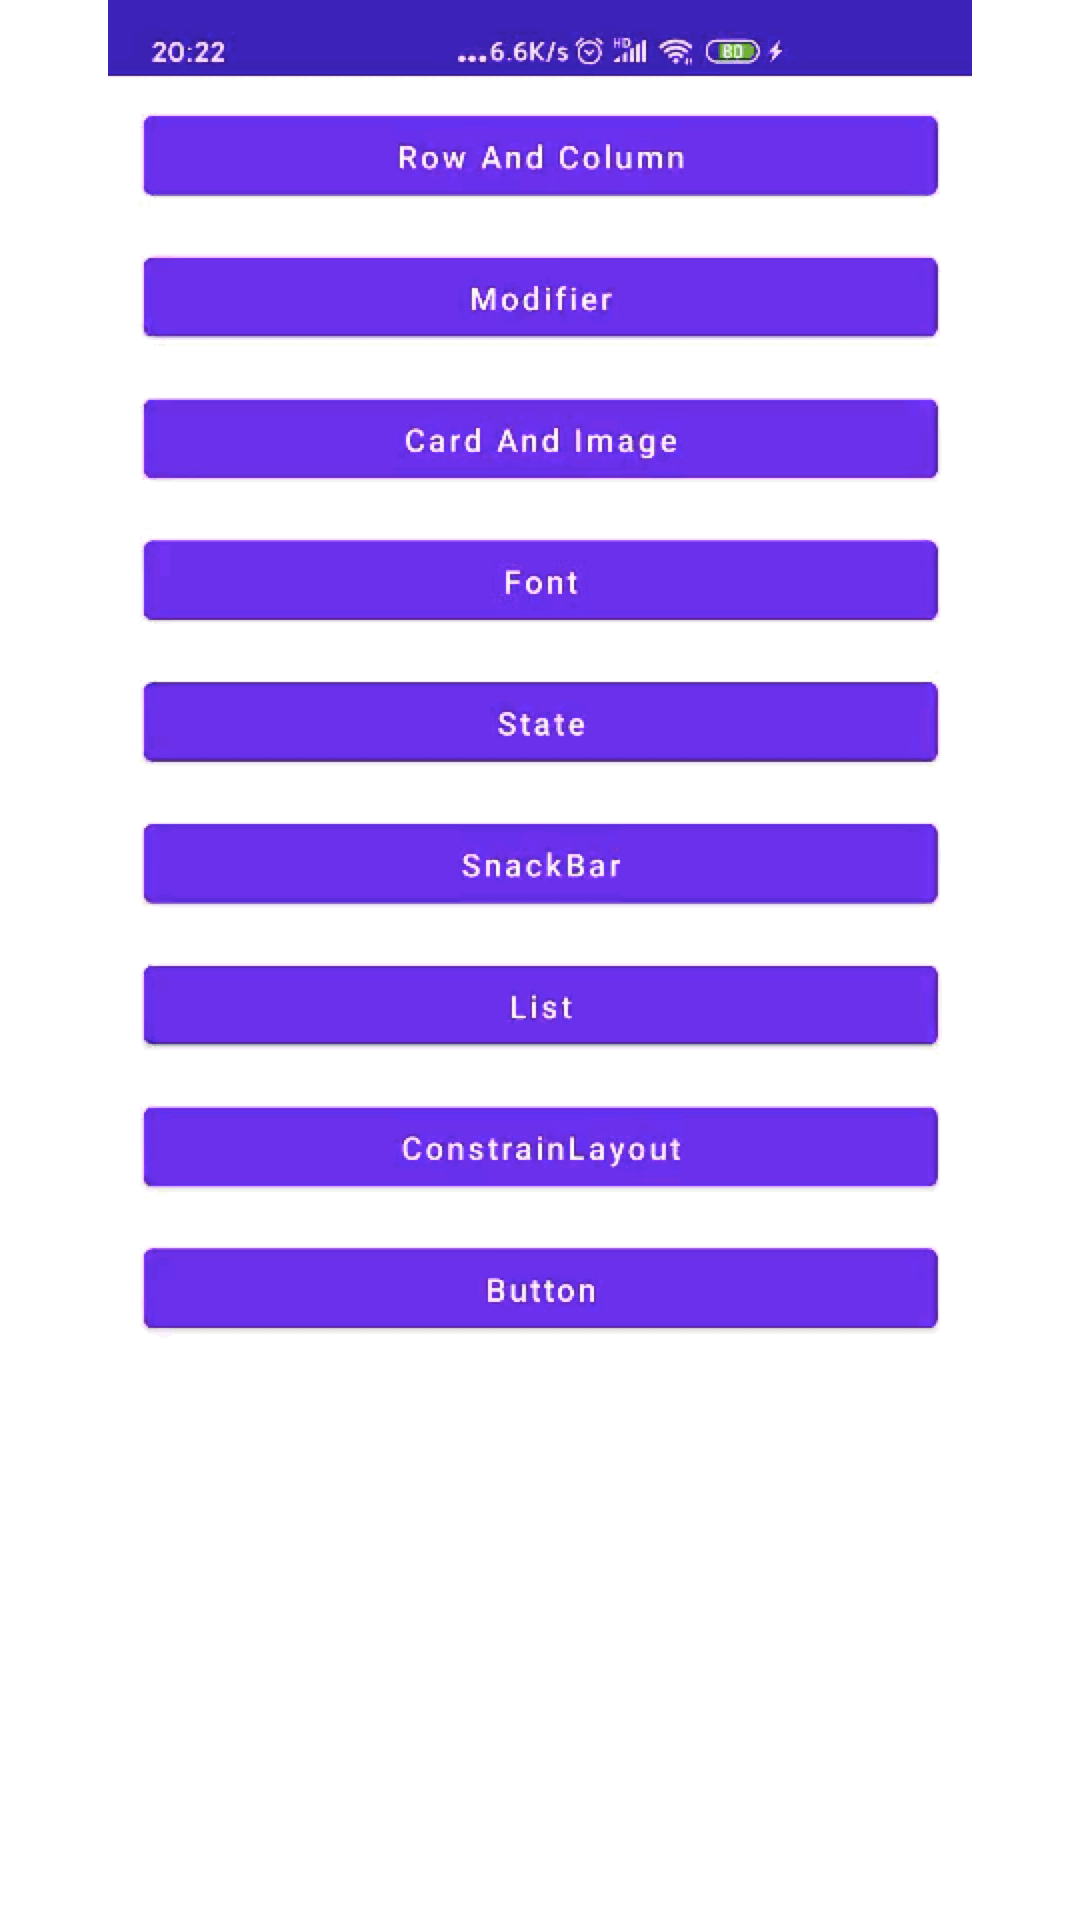 20:22 ...6.6K/s HD 80
Row And Column
Modifier
Card And Image
Font
State
SnackBar
List
ConstrainLayout
Button